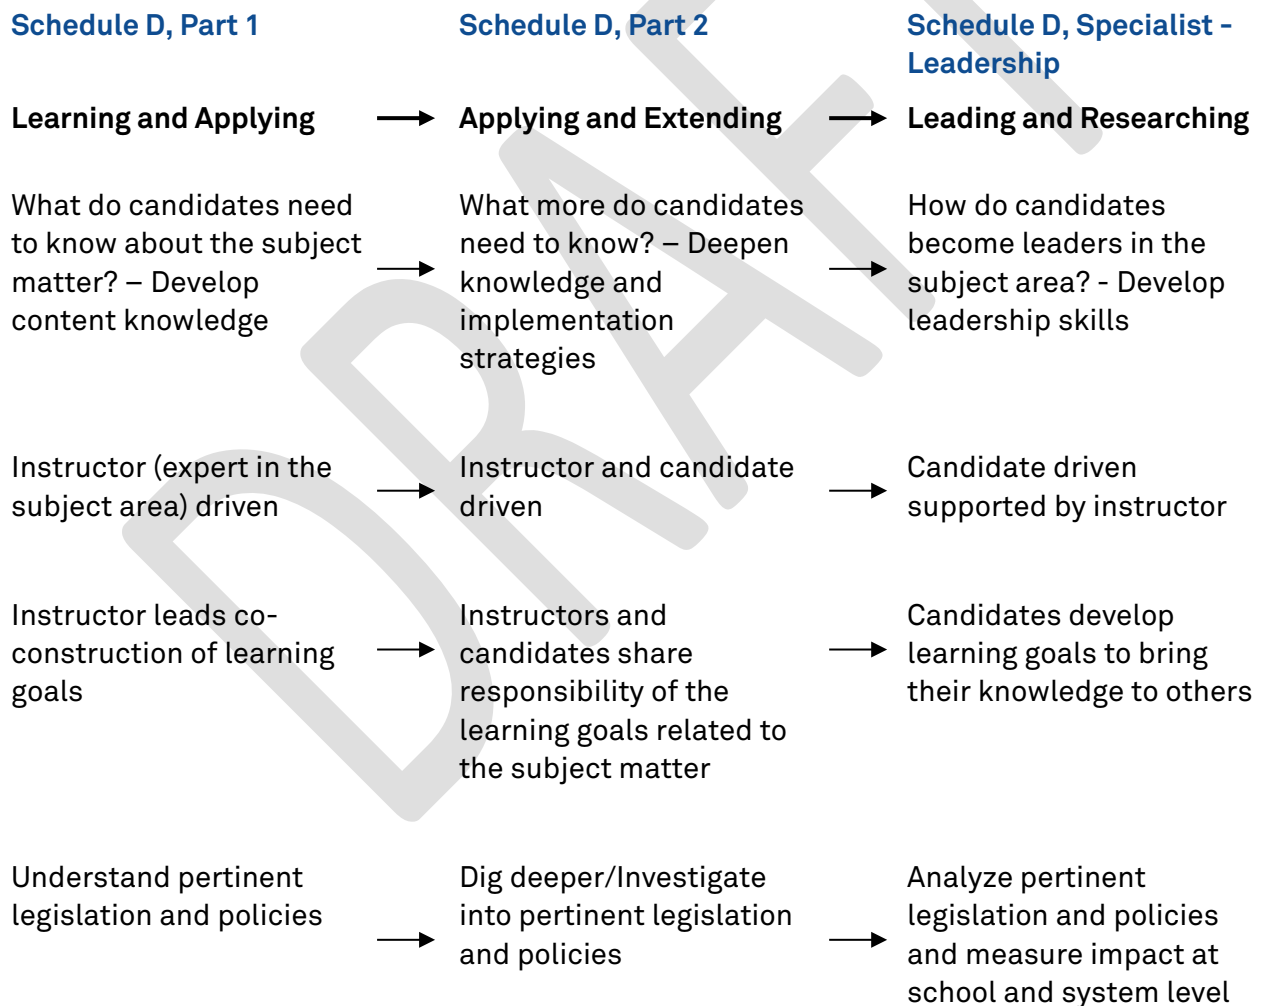 Schedule D, Part 1
Schedule D, Part 2
Schedule D, Specialist -
Leadership
Learning and Applying
Applying and Extending
Leading and Researching
What do candidates need
to know about the subject
matter? – Develop
content knowledge
What more do candidates
need to know? – Deepen
knowledge and
implementation
strategies
How do candidates
become leaders in the
subject area? - Develop
leadership skills
Instructor (expert in the
subject area) driven
Instructor and candidate
driven
Candidate driven
supported by instructor
Instructor leads co-
construction of learning
goals
Instructors and
candidates share
responsibility of the
learning goals related to
the subject matter
Candidates develop
learning goals to bring
their knowledge to others
Understand pertinent
legislation and policies
Dig deeper/Investigate
into pertinent legislation
and policies
Analyze pertinent
legislation and policies
and measure impact at
school and system level
DRAFT